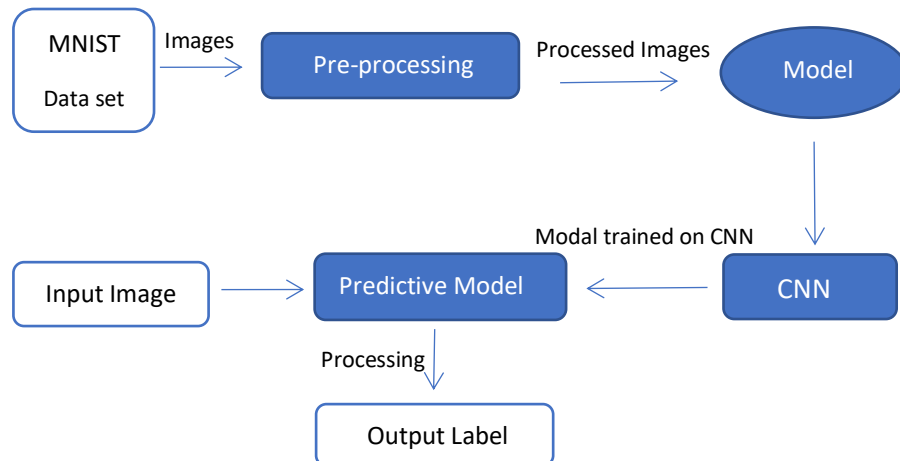 MNIST
Data set
Images
Pre-processing
Processed Images
Model
Modal trained on CNN
Input Image
Predictive Model
CNN
Processing
Output Label